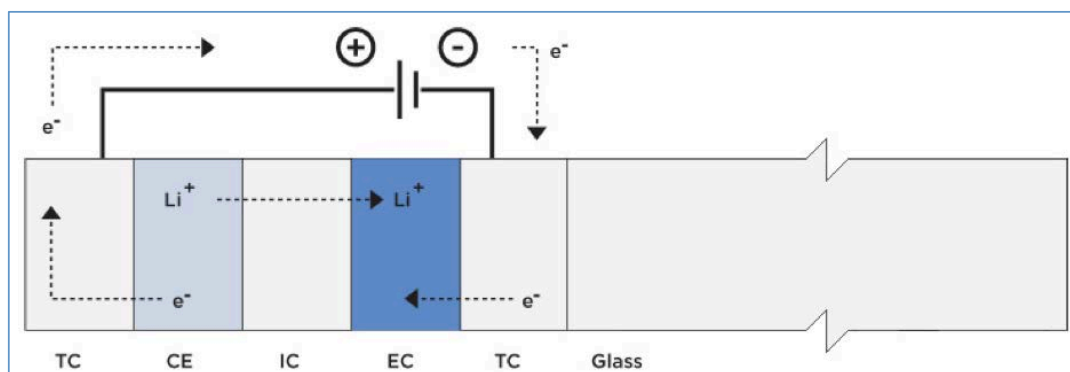 + -
e-
e-
Li+ Li+
e- e-
TC CE IC EC TC Glass